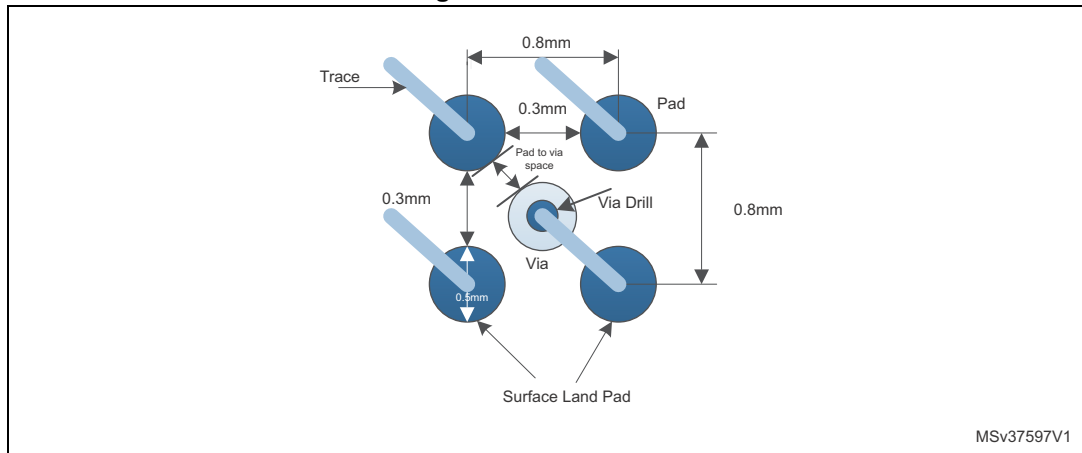 0.8mm
Trace
Pad
0.3mm
Pad to via
space
0.3mm
Via Drill
0.8mm
Via
0.5mm
Surface Land Pad
MSv37597V1